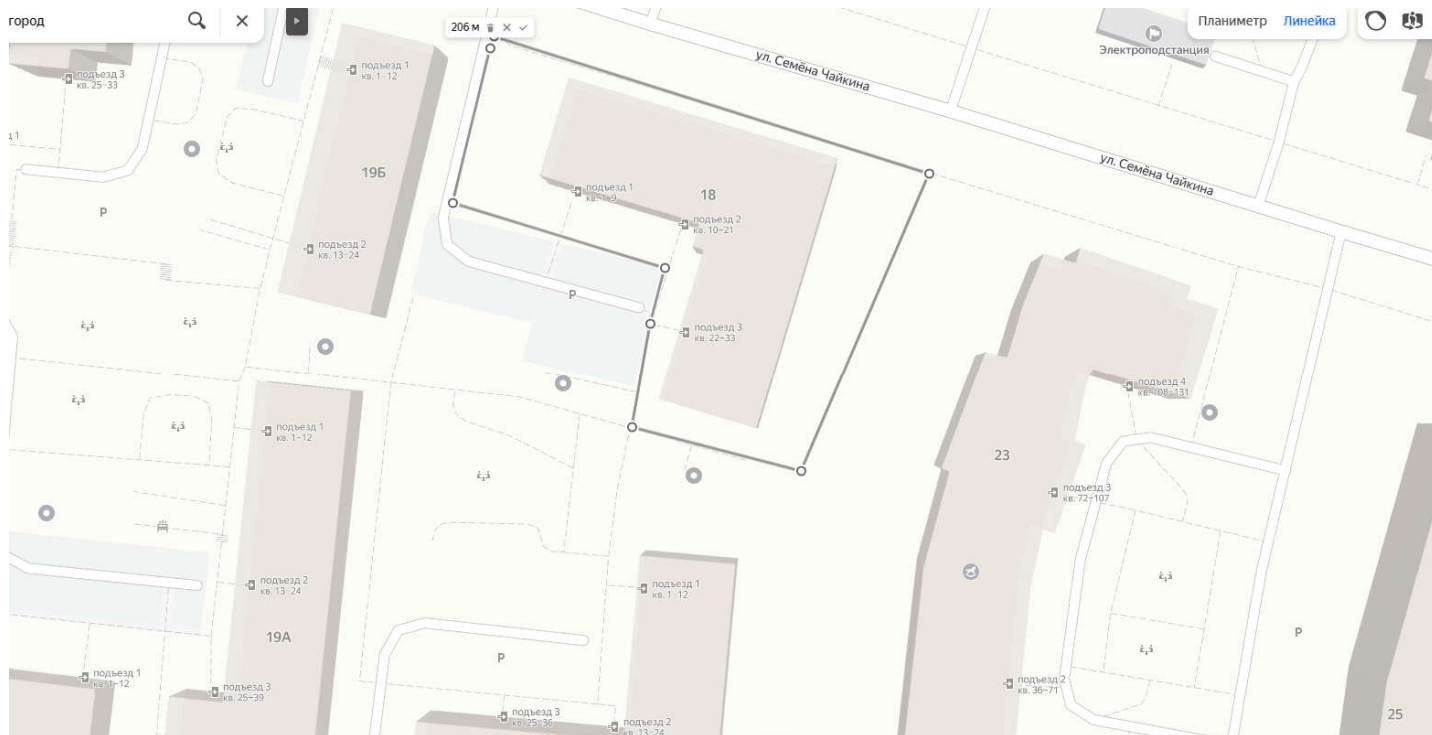 город
206 м
Планиметр Линейка
Электроподстанция
ул. Семёна Чайкина
ул. Семёна Чайкина
подъезд 3
кв. 25-33
подъезд 1
кв. 1-12
19Б
подъезд 2
кв. 13-24
P
подъезд 1
кв. 1-9
18
подъезд 2
кв. 10-21
P
подъезд 3
кв. 22-33
подъезд 4
кв. 108-131
подъезд 1
кв. 1-12
23
подъезд 3
кв. 72-107
подъезд 2
кв. 13-24
19А
подъезд 1
кв. 1-12
P
P
подъезд 1
кв. 1-12
подъезд 3
кв. 25-39
подъезд 2
кв. 36-71
подъезд 3
кв. 25-36
подъезд 2
кв. 13-24
25